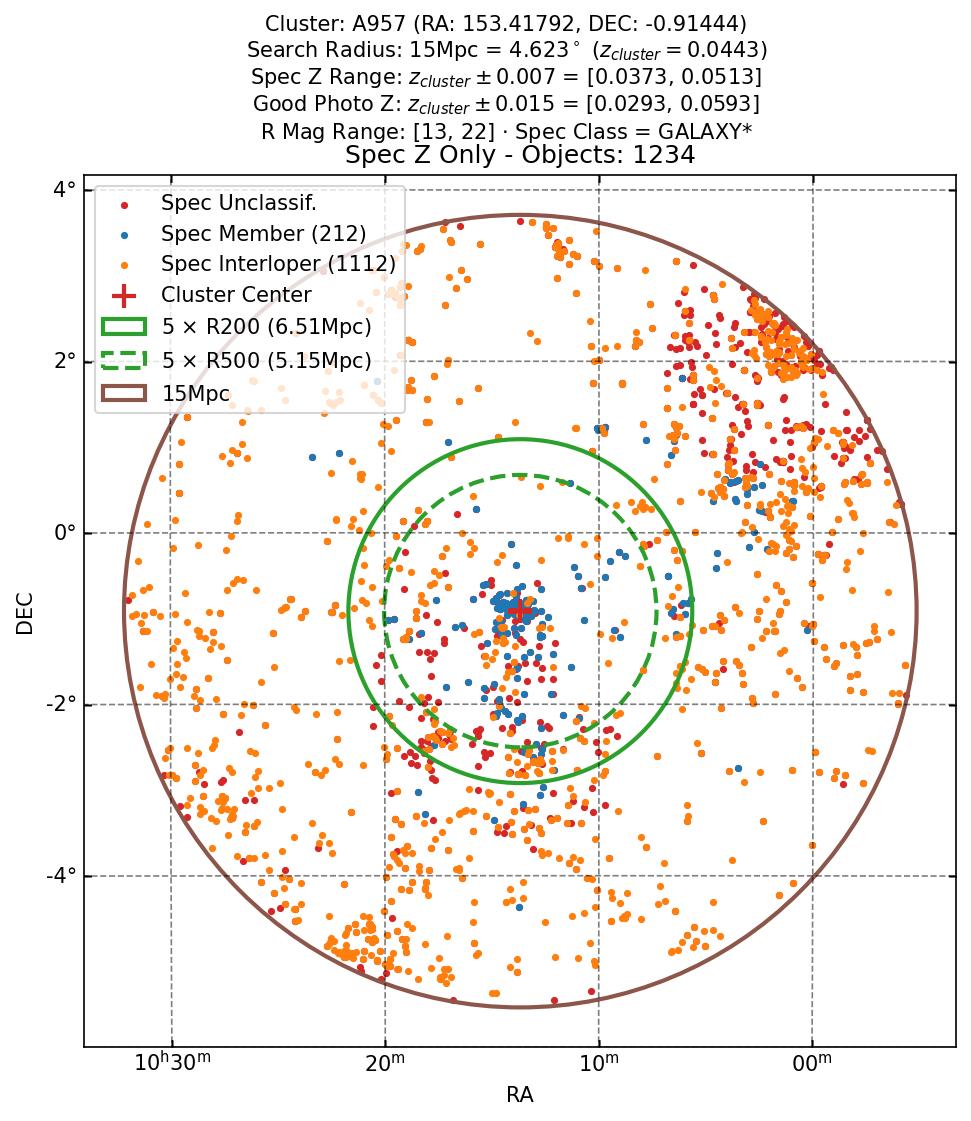 Cluster: A957 (RA: 153.41792, DEC: -0.91444)
Search Radius: 15Mpc = 4.623° (z_cluster = 0.0443)
Spec Z Range: z_cluster ± 0.007 = [0.0373, 0.0513]
Good Photo Z: z_cluster ± 0.015 = [0.0293, 0.0593]
R Mag Range: [13, 22] · Spec Class = GALAXY*
Spec Z Only - Objects: 1234
Spec Unclassif.
Spec Member (212)
Spec Interloper (1112)
Cluster Center
5 × R200 (6.51Mpc)
5 × R500 (5.15Mpc)
15Mpc
4°
2°
0°
-2°
-4°
DEC
10ʰ30ᵐ
20ᵐ
10ᵐ
00ᵐ
RA